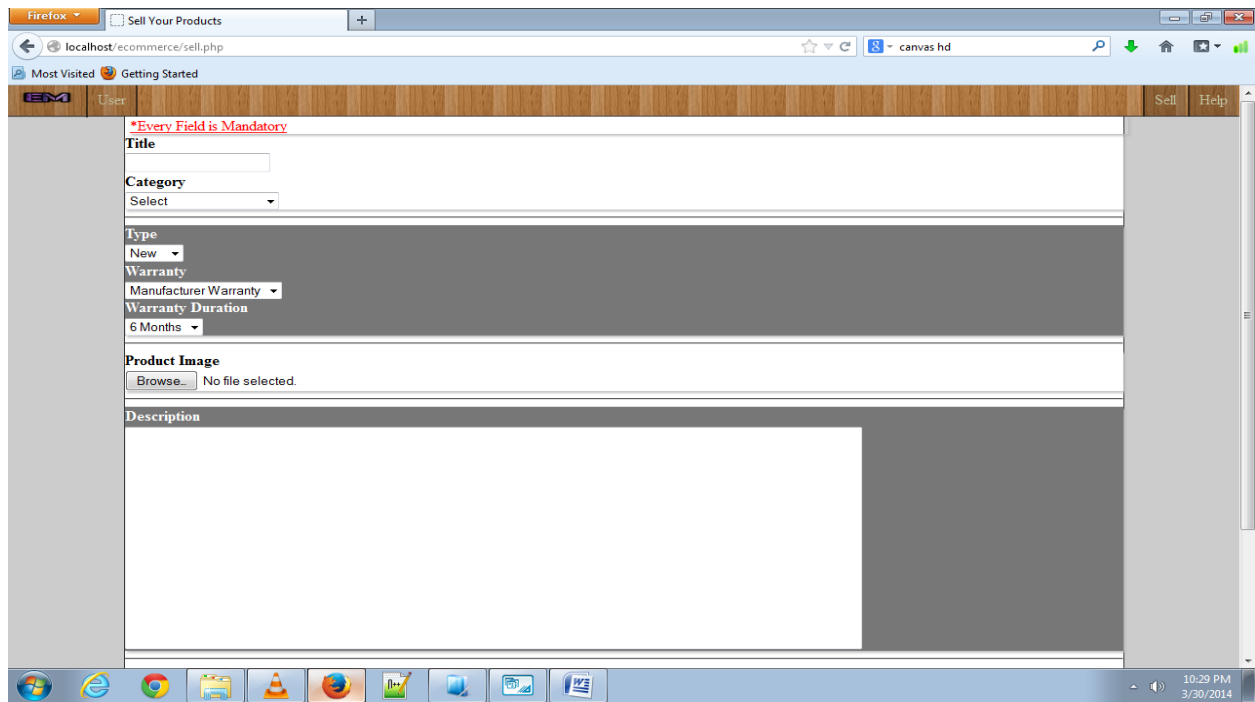 Firefox
Sell Your Products
localhost/ecommerce/sell.php
canvas hd
Most Visited Getting Started
EM User Sell Help
*Every Field is Mandatory
Title
Category
Select
Type
New
Warranty
Manufacturer Warranty
Warranty Duration
6 Months
Product Image
Browse... No file selected.
Description
10:29 PM
3/30/2014